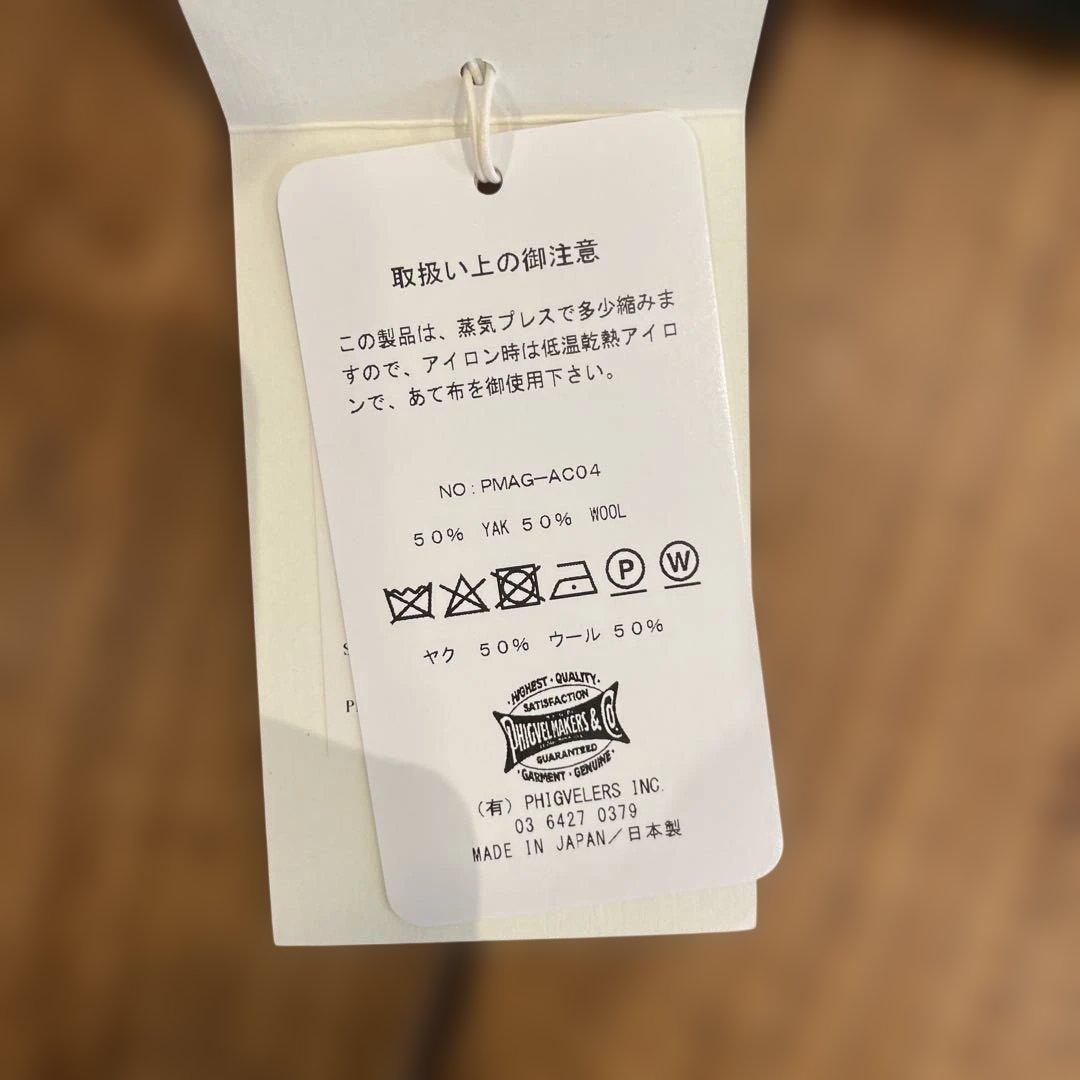 取扱い上の御注意
この製品は、蒸気プレスで多少縮みま
すので、アイロン時は低温乾熱アイロ
ンで、あて布を御使用下さい。
NO:PMAG-AC04
50% YAK 50% WOOL
P W
ヤク 50% ウール 50%
HIGHEST・QUALITY・
SATISFACTION
PHIGVEL MAKERS & Co.
GUARANTEED
GARMENT・GENUINE
(有) PHIGVELERS INC.
03 6427 0379
MADE IN JAPAN/日本製